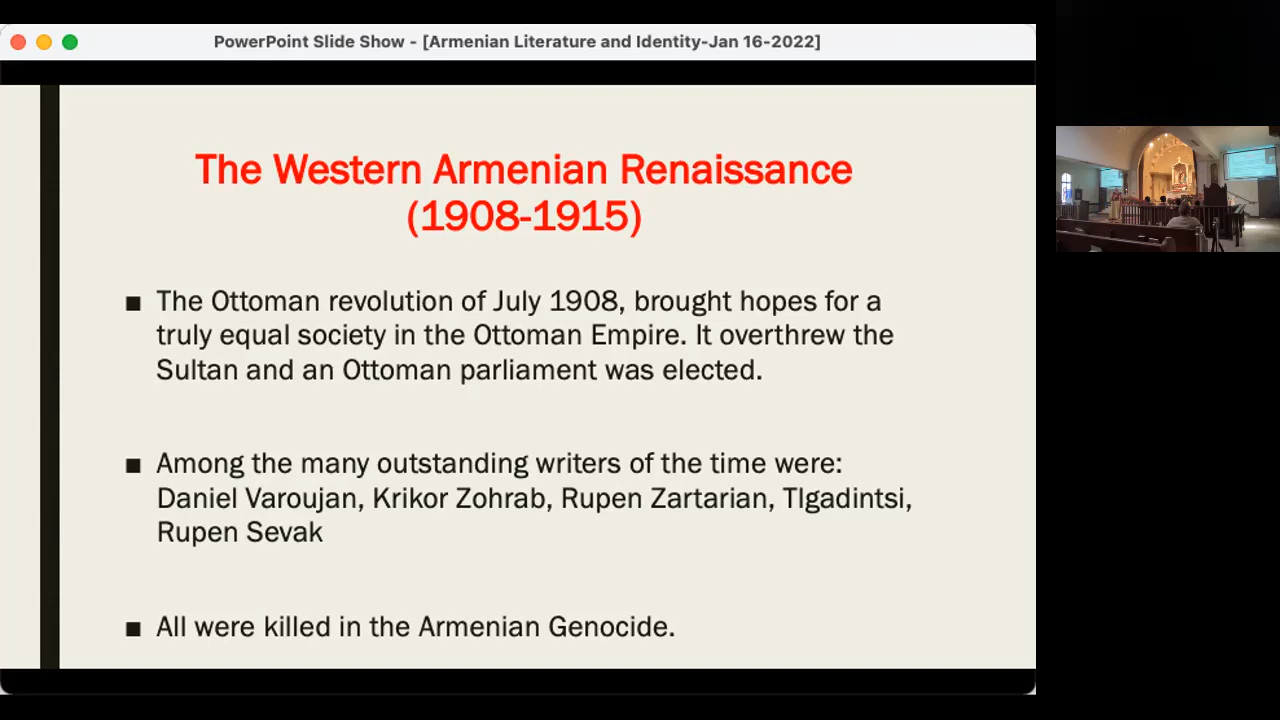 PowerPoint Slide Show - [Armenian Literature and Identity-Jan 16-2022]
The Western Armenian Renaissance
(1908-1915)
■ The Ottoman revolution of July 1908, brought hopes for a
truly equal society in the Ottoman Empire. It overthrew the
Sultan and an Ottoman parliament was elected.
■ Among the many outstanding writers of the time were:
Daniel Varoujan, Krikor Zohrab, Rupen Zartarian, TIgadintsi,
Rupen Sevak
■ All were killed in the Armenian Genocide.